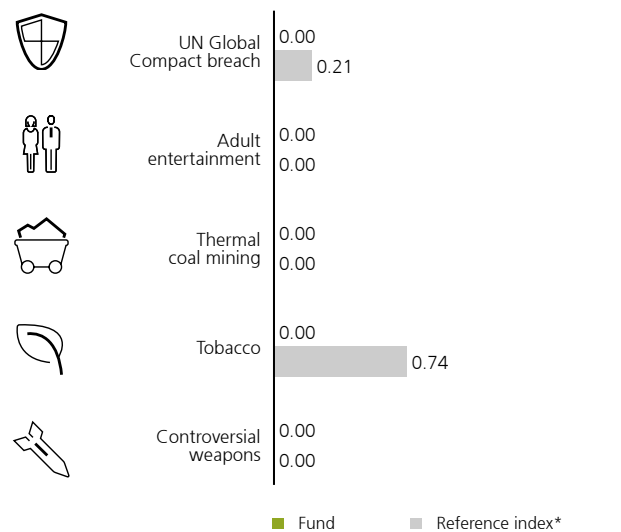 UN Global
Compact breach
0.00
0.21
Adult
entertainment
0.00
0.00
Thermal
coal mining
0.00
0.00
Tobacco
0.00
0.74
Controversial
weapons
0.00
0.00
Fund
Reference index*